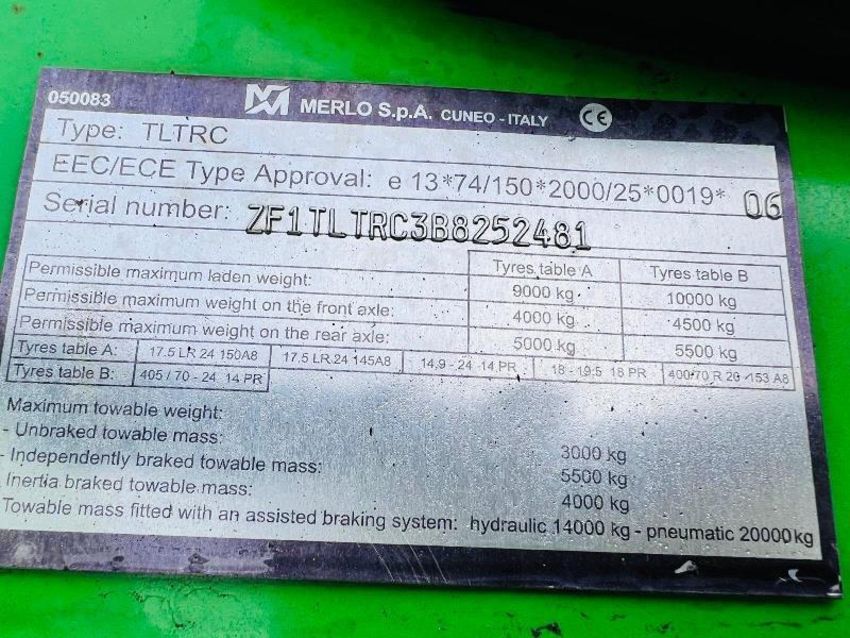 050083 MERLO S.p.A. CUNEO - ITALY CE
Type: TLTRC
EEC/ECE Type Approval: e 13*74/150*2000/25*0019* 06
Serial number: ZF1TLTRC3B8252481
Tyres table A Tyres table B
Permissible maximum laden weight: 9000 kg 10000 kg
Permissible maximum weight on the front axle: 4000 kg 4500 kg
Permissible maximum weight on the rear axle: 5000 kg 5500 kg
Tyres table A: 17.5 LR 24 150A8 17.5 LR 24 145A8 14,9 - 24 14 PR 18 - 19.5 16 PR 400/70 R 20 153 A8
Tyres table B: 405 / 70 - 24 14 PR
Maximum towable weight:
- Unbraked towable mass: 3000 kg
- Independently braked towable mass: 5500 kg
Inertia braked towable mass: 4000 kg
Towable mass fitted with an assisted braking system: hydraulic 14000 kg - pneumatic 20000 kg